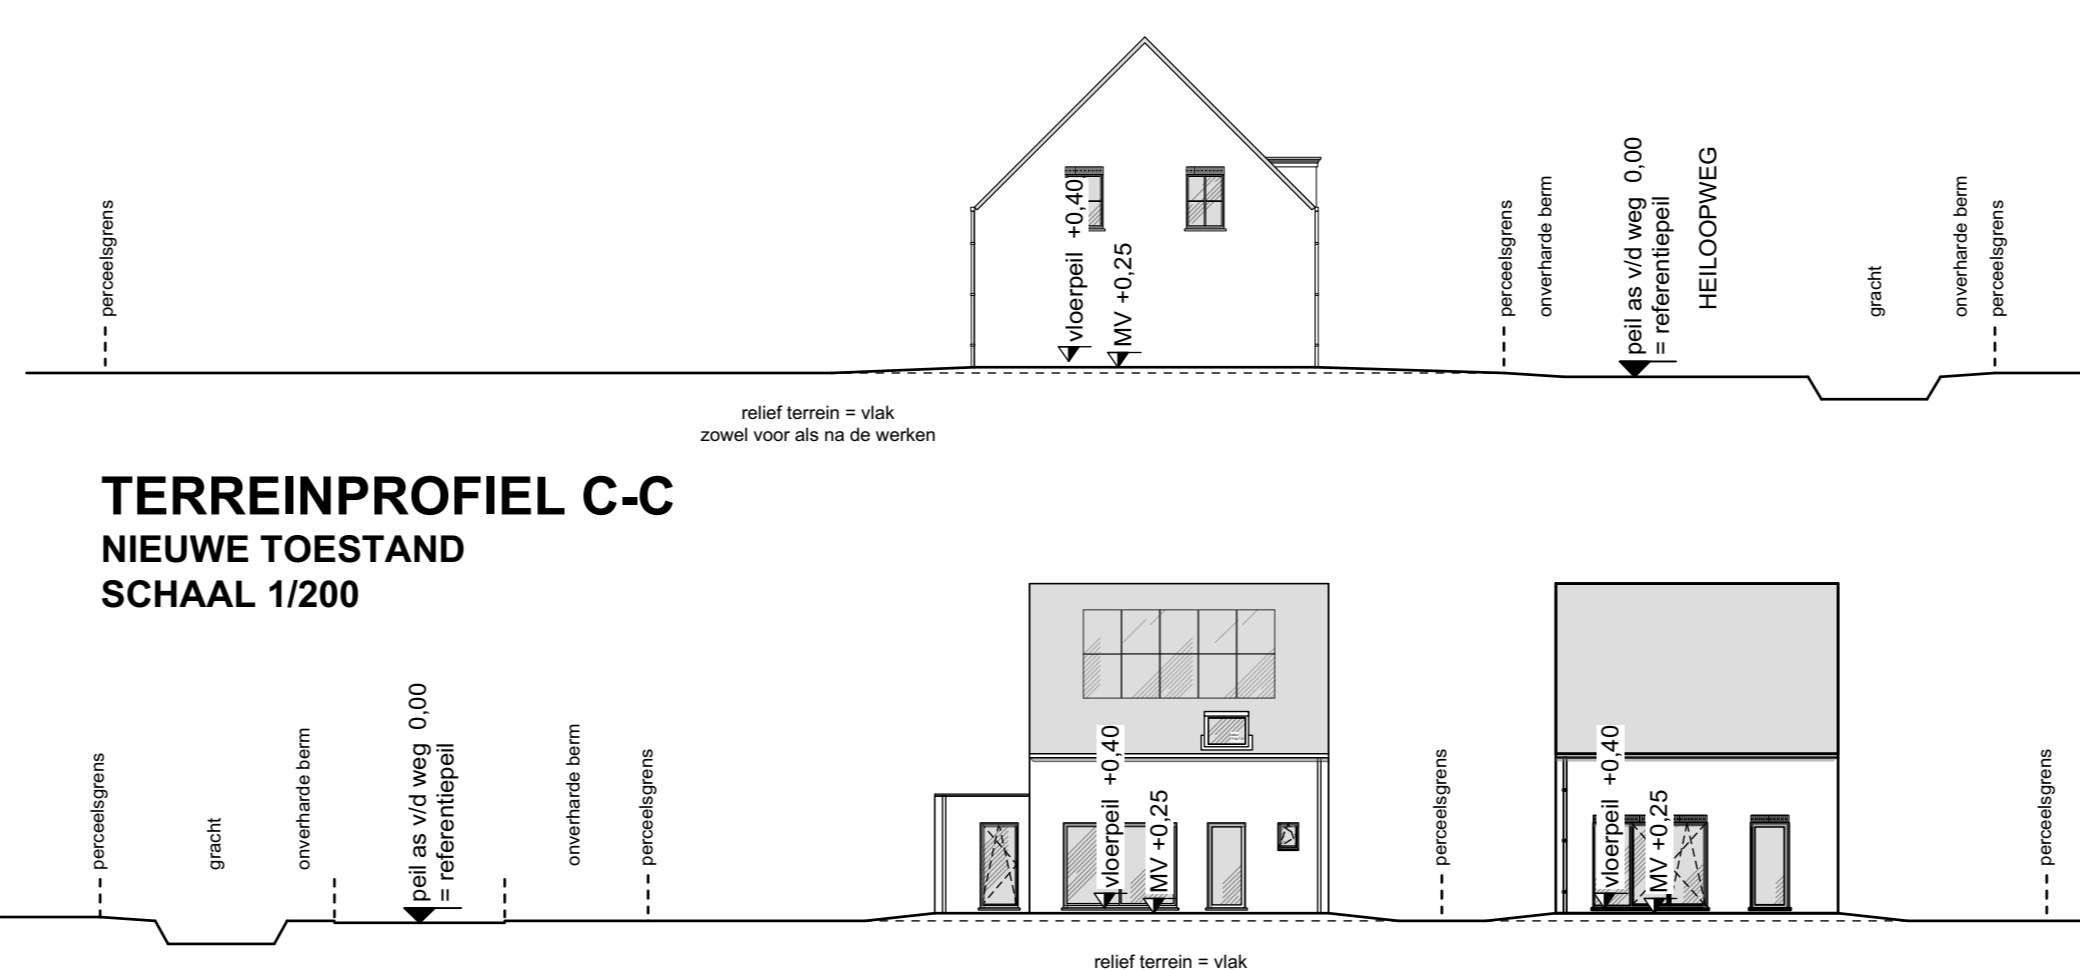 perceelsgrens
vloerpeil +0,40
MV +0,25
perceelsgrens
onverharde berm
peil as v/d weg 0,00
= referentiepeil
HEILOOPWEG
gracht
onverharde berm
perceelsgrens
relief terrein = vlak
zowel voor als na de werken
TERREINPROFIEL C-C
NIEUWE TOESTAND
SCHAAL 1/200
perceelsgrens
gracht
onverharde berm
peil as v/d weg 0,00
= referentiepeil
onverharde berm
perceelsgrens
vloerpeil +0,40
MV +0,25
perceelsgrens
vloerpeil +0,40
MV +0,25
perceelsgrens
relief terrein = vlak